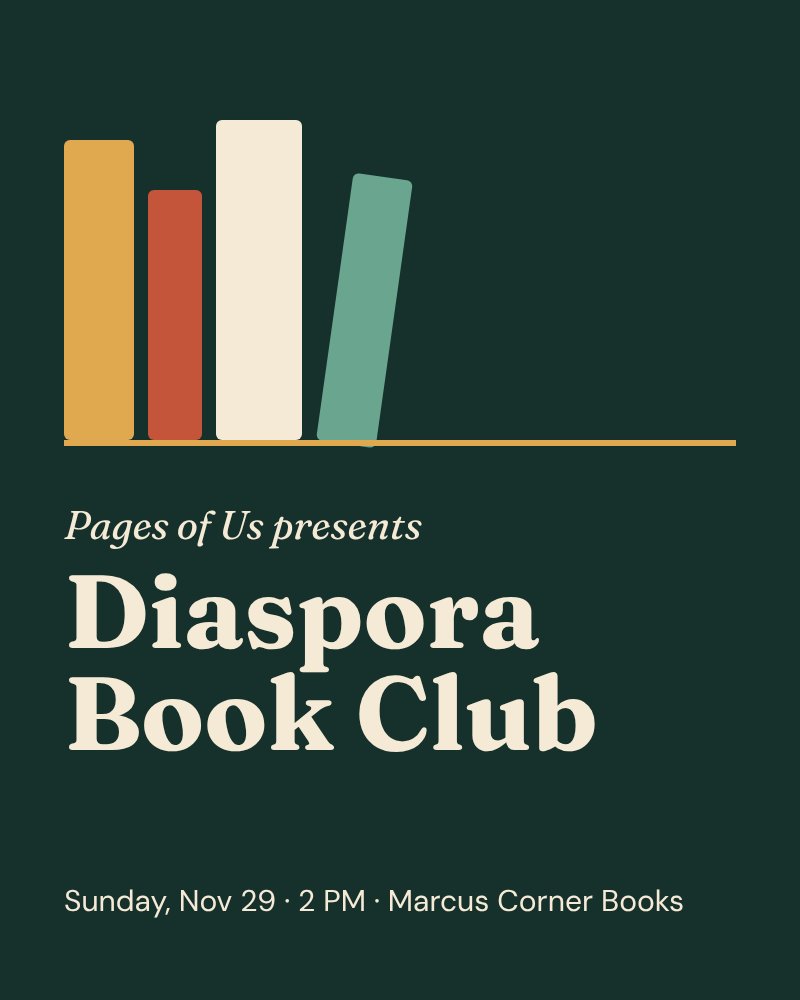 Pages of Us presents
Diaspora
Book Club
Sunday, Nov 29 · 2 PM · Marcus Corner Books